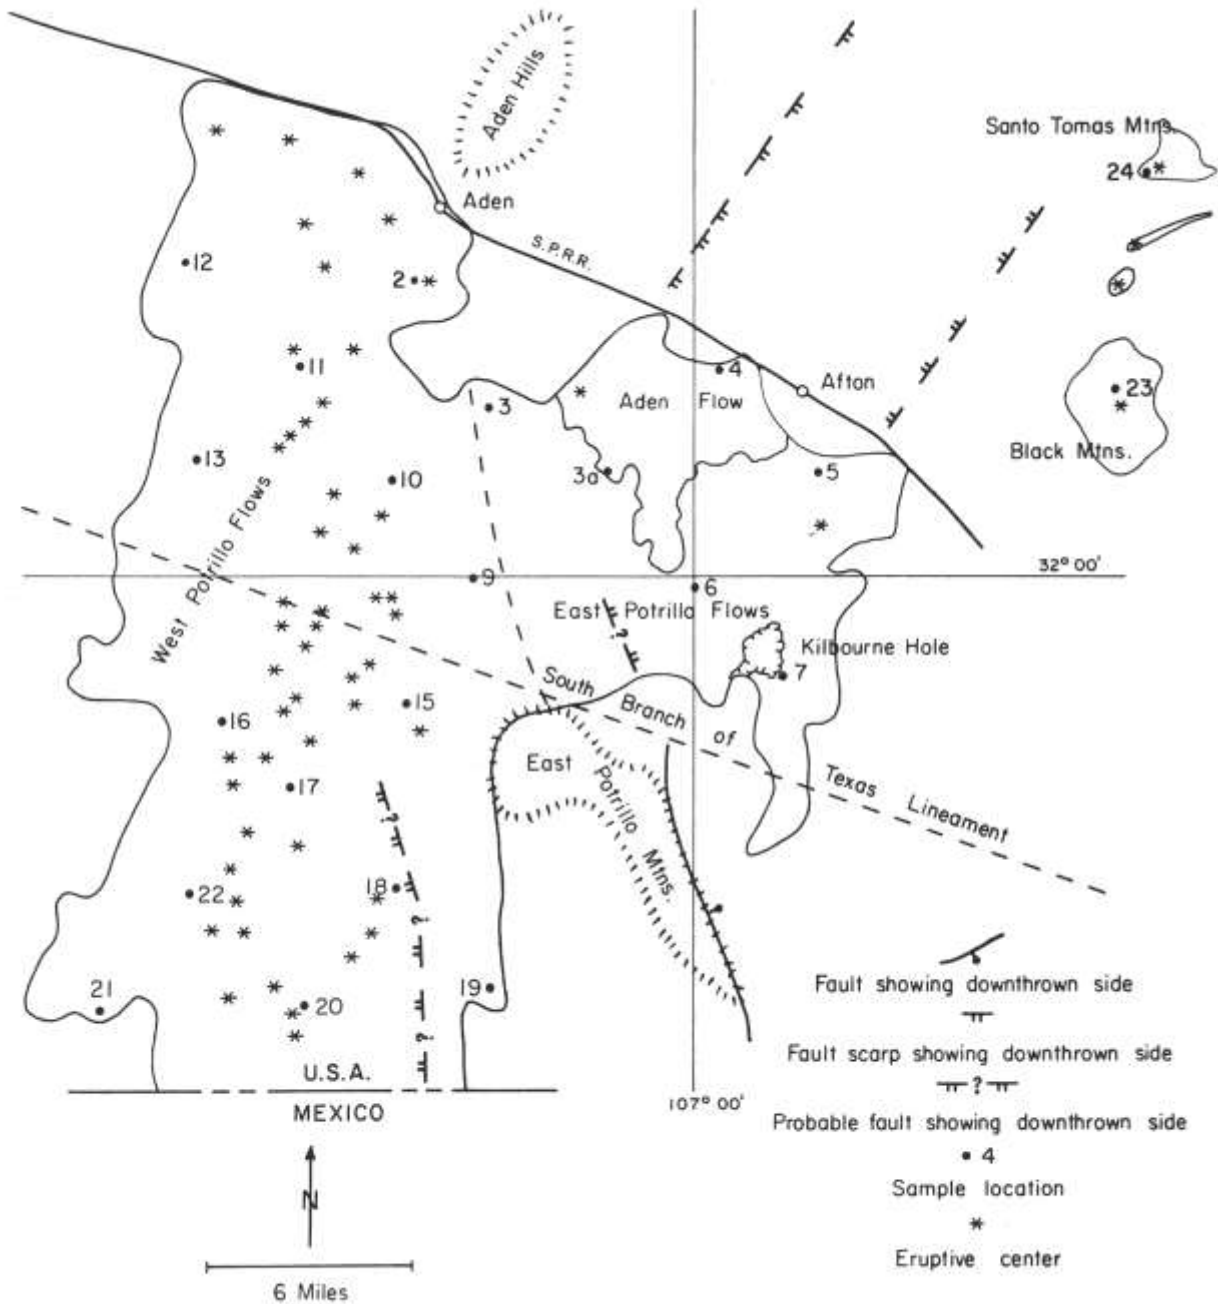 Aden Hills
Santo Tomas Mtns.
24
Aden
S.P.R.R.
12
2
11
4
Afton
3
Aden Flow
23
Black Mtns.
13
10
3a
5
West Potrillo Flows
32° 00'
9
6
East Potrillo Flows
?
Kilbourne Hole
7
South Branch of Texas Lineament
15
16
East Potrillo Mtns.
17
?
18
22
?
19
21
20
?
U.S.A.
MEXICO
107° 00'
N
6 Miles
Fault showing downthrown side
Fault scarp showing downthrown side
?
Probable fault showing downthrown side
4
Sample location
Eruptive center